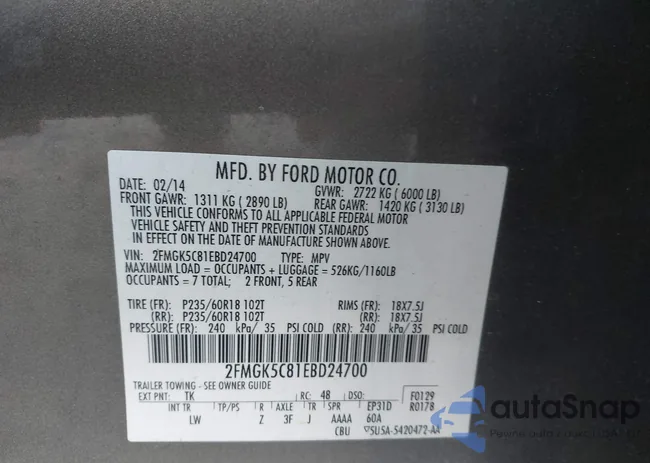 MFD. BY FORD MOTOR CO.
DATE: 02/14 GVWR: 2722 KG ( 6000 LB)
FRONT GAWR: 1311 KG ( 2890 LB) REAR GAWR: 1420 KG ( 3130 LB)
THIS VEHICLE CONFORMS TO ALL APPLICABLE FEDERAL MOTOR
VEHICLE SAFETY AND THEFT PREVENTION STANDARDS
IN EFFECT ON THE DATE OF MANUFACTURE SHOWN ABOVE.
VIN: 2FMGK5C81EBD24700 TYPE: MPV
MAXIMUM LOAD = OCCUPANTS + LUGGAGE = 526KG/1160LB
OCCUPANTS = 7 TOTAL; 2 FRONT, 5 REAR
TIRE (FR): P235/60R18 102T RIMS (FR): 18X7.5J
(RR): P235/60R18 102T (RR): 18X7.5J
PRESSURE (FR): 240 kPa/ 35 PSI COLD (RR): 240 kPa/ 35 PSI COLD
2FMGK5C81EBD24700
TRAILER TOWING - SEE OWNER GUIDE
EXT PNT: TK RC: 48 DSO: F0129
R0178
INT TR TP/PS R AXLE TR SPR EP31D
LW Z 3F J AAAA 60A
CBU 5USA-5420472-AA
autoSnap